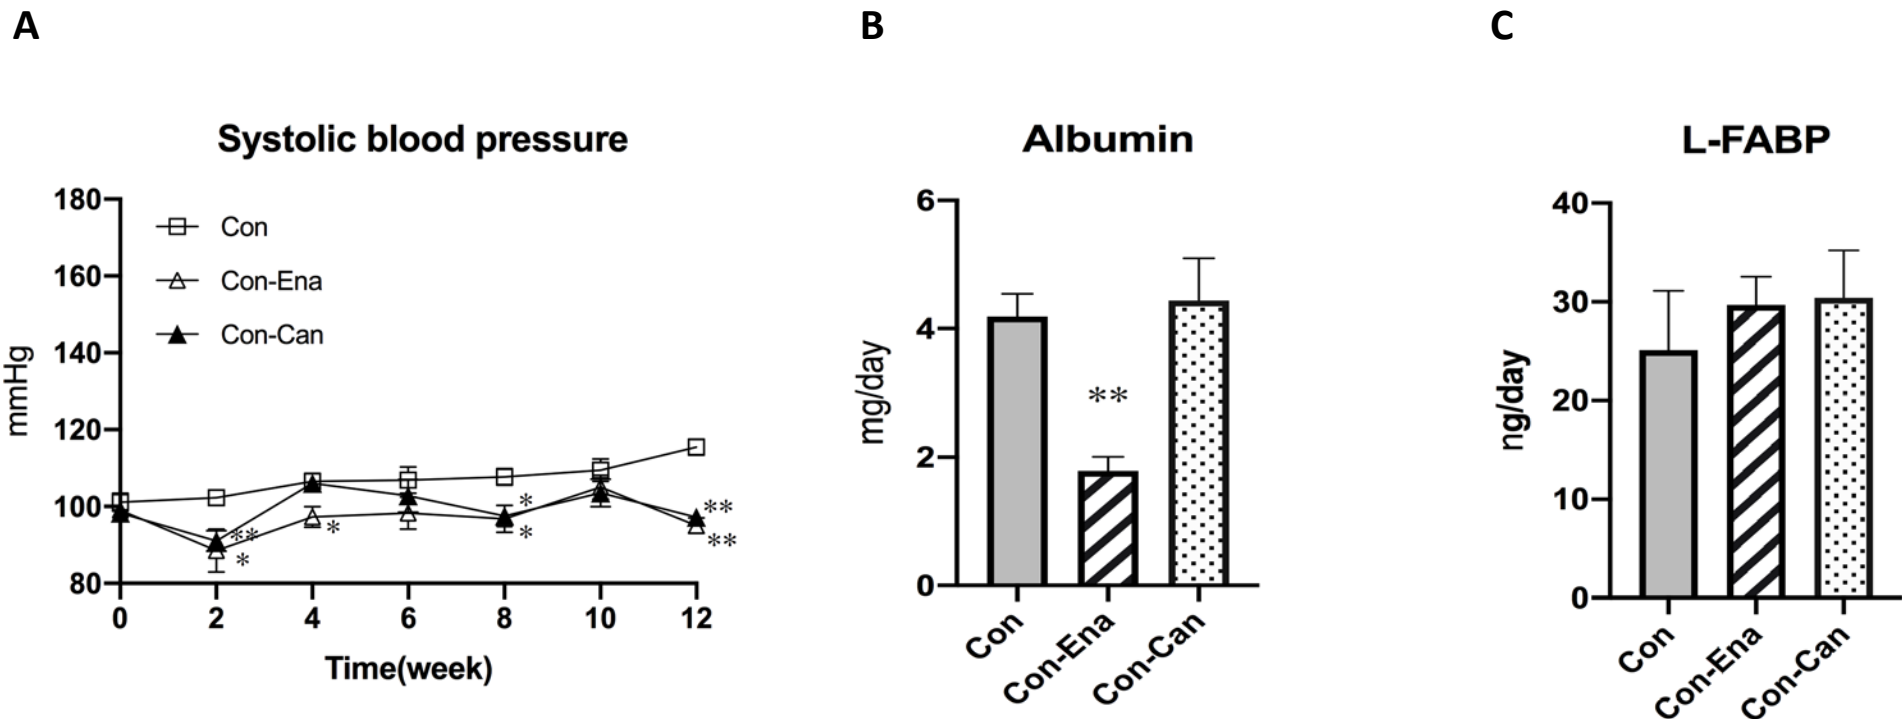 A
B
C
Systolic blood pressure
180
160
140
120
100
80
mmHg
Con
Con-Ena
Con-Can
**
*
*
*
*
**
**
0 2 4 6 8 10 12
Time(week)
Albumin
6
4
2
0
mg/day
**
Con
Con-Ena
Con-Can
L-FABP
40
30
20
10
0
ng/day
Con
Con-Ena
Con-Can